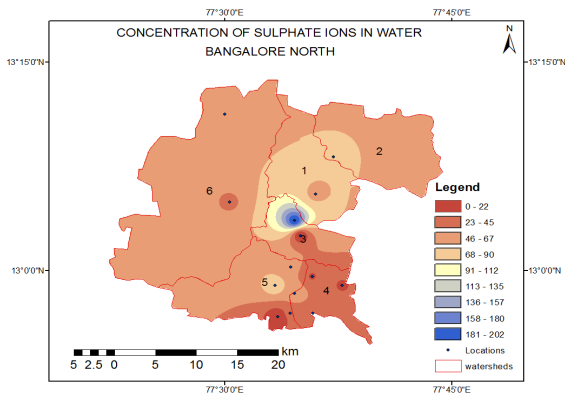 77°30'0"E 77°45'0"E
CONCENTRATION OF SULPHATE IONS IN WATER
BANGALORE NORTH
N
13°15'0"N 13°15'0"N
2
1
6
Legend
0 - 22
23 - 45
46 - 67
68 - 90
91 - 112
113 - 135
136 - 157
158 - 180
181 - 202
Locations
watersheds
3
13°0'0"N 13°0'0"N
5
4
km
5 2.5 0 5 10 15 20
77°30'0"E 77°45'0"E